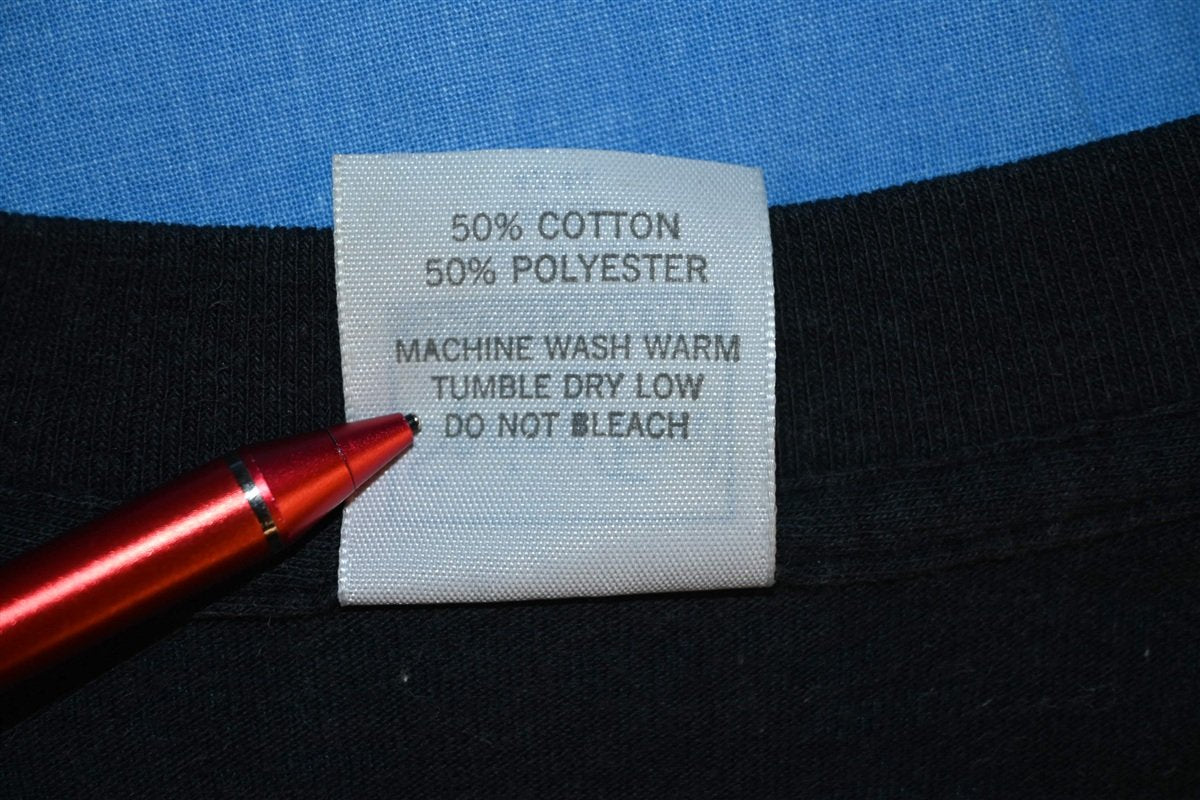 50% COTTON
50% POLYESTER
MACHINE WASH WARM
TUMBLE DRY LOW
DO NOT BLEACH